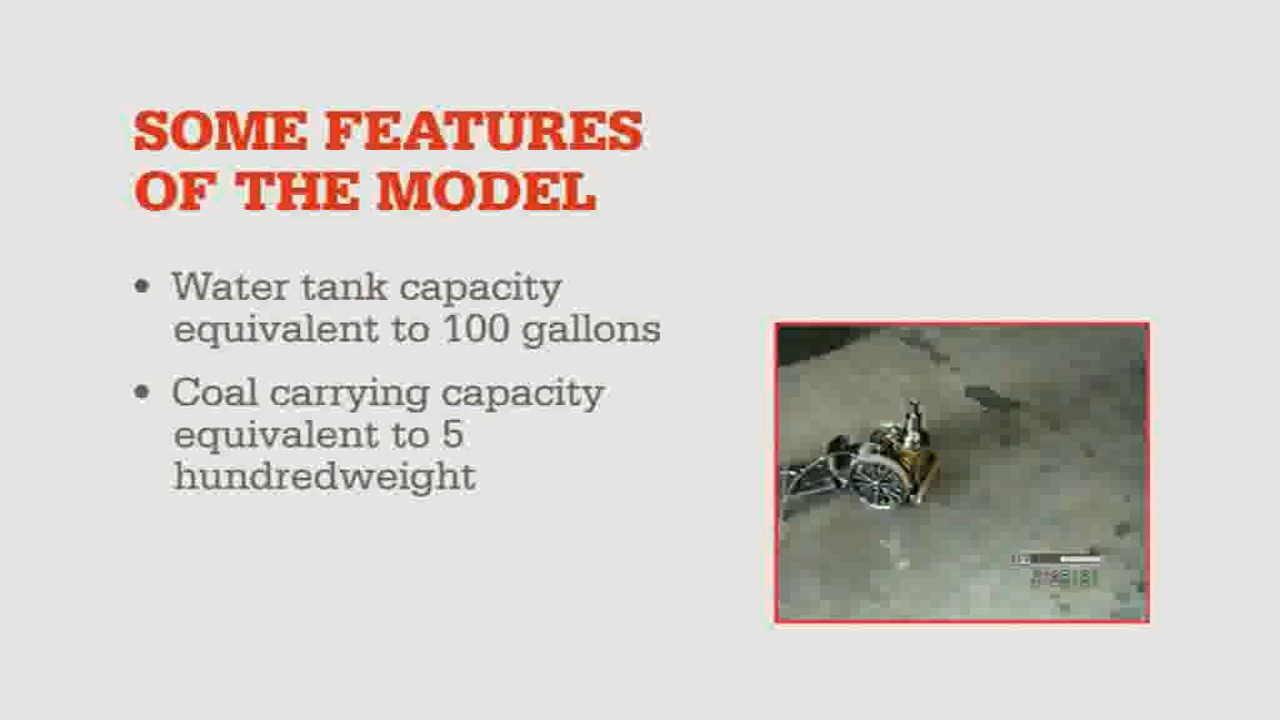 SOME FEATURES
OF THE MODEL
• Water tank capacity
equivalent to 100 gallons
• Coal carrying capacity
equivalent to 5
hundredweight